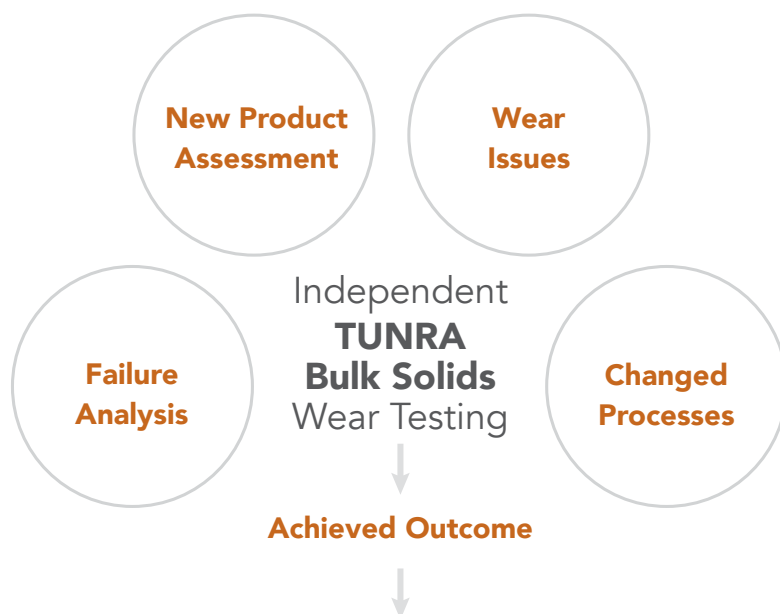 New Product
Assessment
Wear
Issues
Failure
Analysis
Independent
TUNRA
Bulk Solids
Wear Testing
Changed
Processes
Achieved Outcome